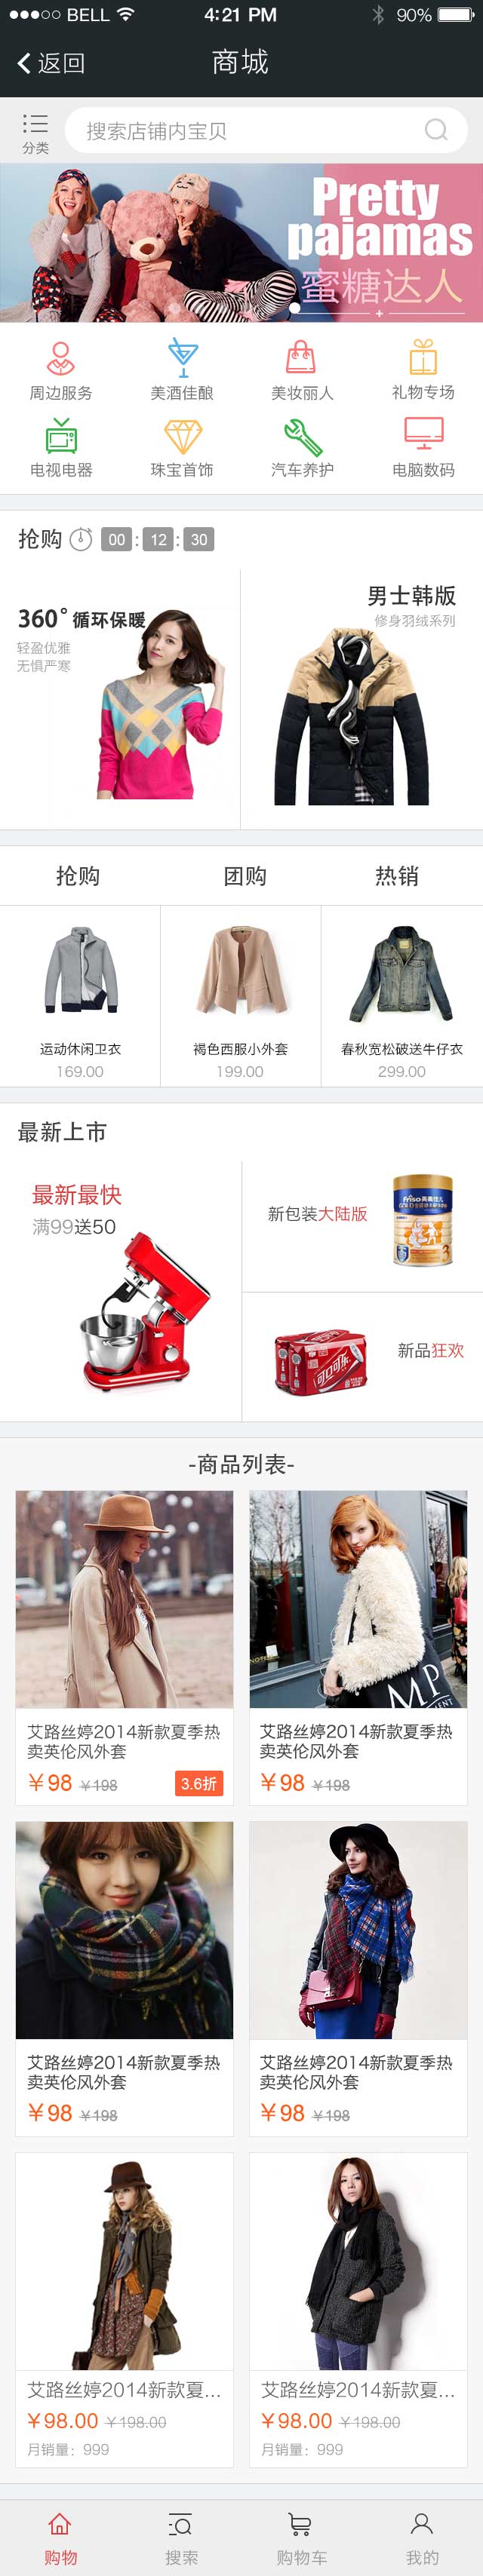 BELL 4:21 PM 90%
返回 商城
分类 搜索店铺内宝贝
Pretty
pajamas
蜜糖达人
周边服务 美酒佳酿 美妆丽人 礼物专场
电视电器 珠宝首饰 汽车养护 电脑数码
抢购 00 : 12 : 30
360°循环保暖
轻盈优雅
无惧严寒
男士韩版
修身羽绒系列
抢购 团购 热销
运动休闲卫衣 褐色西服小外套 春秋宽松破送牛仔衣
169.00 199.00 299.00
最新上市
最新最快
满99送50
新包装大陆版
Friso
3
新品狂欢
可口可乐
-商品列表-
MP
艾路丝婷2014新款夏季热
卖英伦风外套
￥98 ￥198 3.6折
艾路丝婷2014新款夏季热
卖英伦风外套
￥98 ￥198
艾路丝婷2014新款夏季热
卖英伦风外套
￥98 ￥198
艾路丝婷2014新款夏季热
卖英伦风外套
￥98 ￥198
艾路丝婷2014新款夏...
￥98.00 ￥198.00
月销量：999
艾路丝婷2014新款夏...
￥98.00 ￥198.00
月销量：999
购物 搜索 购物车 我的